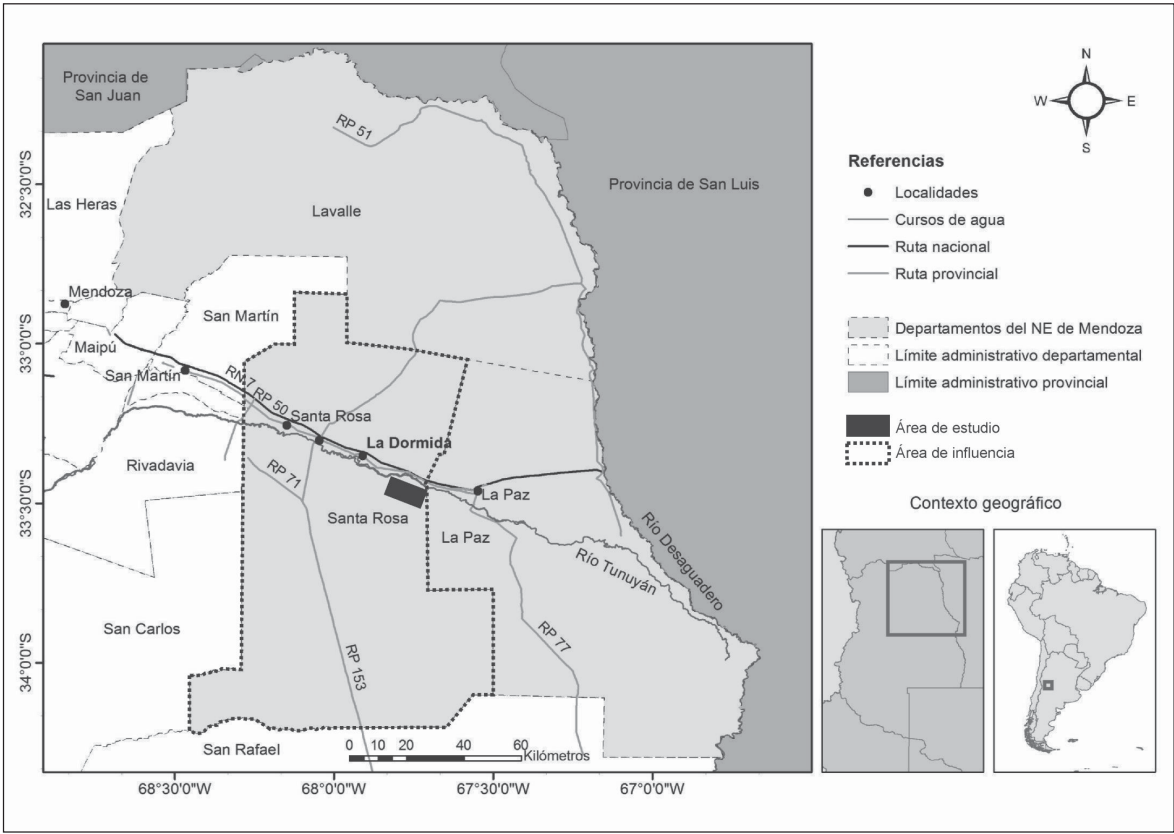 Provincia de
San Juan
Las Heras
RP 51
Lavalle
Provincia de San Luis
Mendoza
San Martín
Maipú
San Martín
RN 7
RP 50
Santa Rosa
La Dormida
Rivadavia
RP 71
Santa Rosa
La Paz
La Paz
Río Desaguadero
Río Tunuyán
San Carlos
RP 153
RP 77
San Rafael
0 10 20 40 60
Kilómetros
32°30'0"S
33°0'0"S
33°30'0"S
34°0'0"S
68°30'0"W
68°0'0"W
67°30'0"W
67°0'0"W
N
W
E
S
Referencias
Localidades
Cursos de agua
Ruta nacional
Ruta provincial
Departamentos del NE de Mendoza
Límite administrativo departamental
Límite administrativo provincial
Área de estudio
Área de influencia
Contexto geográfico